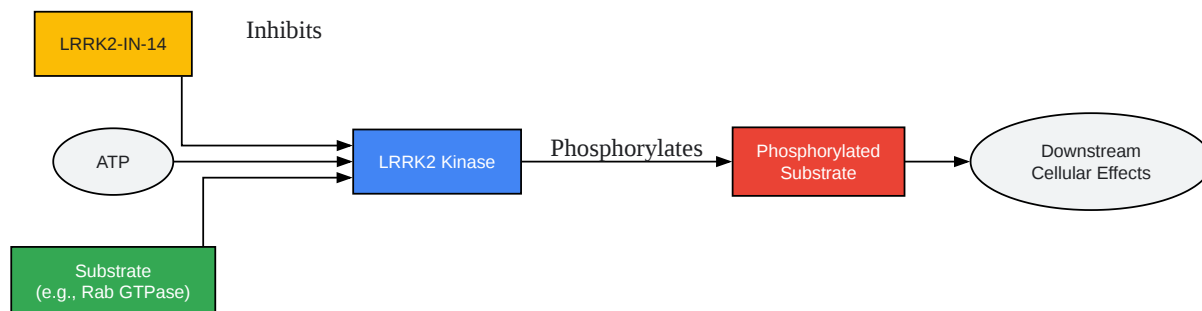 LRRK2-IN-14
Inhibits
ATP
LRRK2 Kinase
Phosphorylates
Phosphorylated
Substrate
Downstream
Cellular Effects
Substrate
(e.g., Rab GTPase)